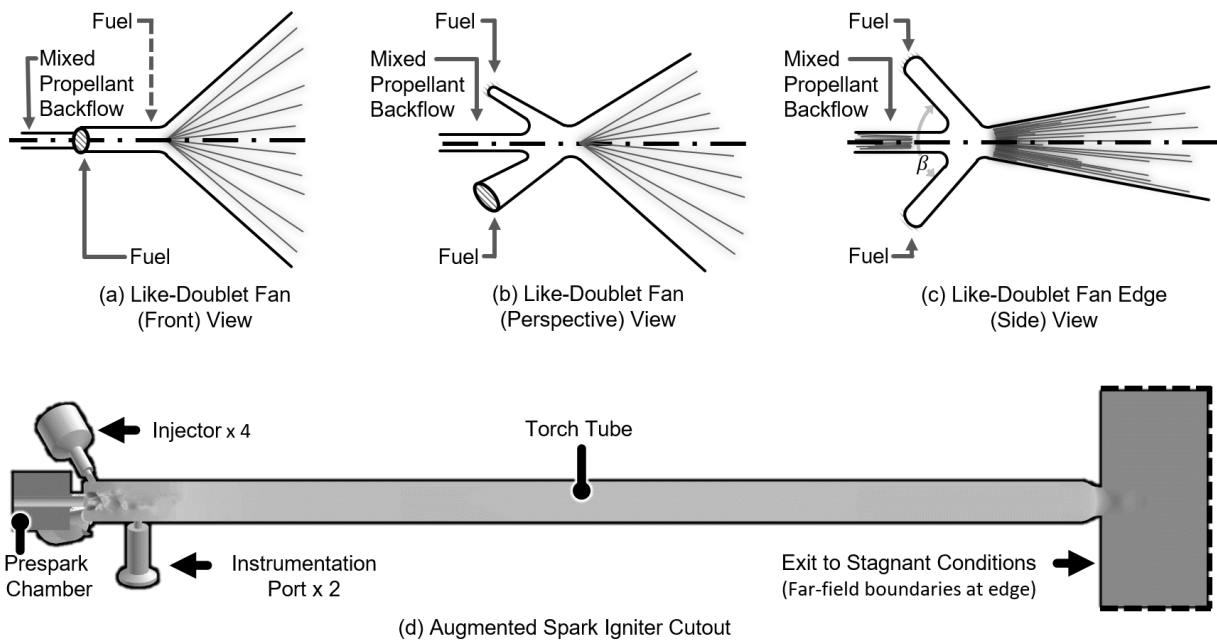 Fuel
Mixed
Propellant
Backflow
Fuel
(a) Like-Doublet Fan
(Front) View
Fuel
Mixed
Propellant
Backflow
Fuel
(b) Like-Doublet Fan
(Perspective) View
Fuel
Mixed
Propellant
Backflow
β
Fuel
(c) Like-Doublet Fan Edge
(Side) View
Injector x 4
Torch Tube
Prespark
Chamber
Instrumentation
Port x 2
Exit to Stagnant Conditions
(Far-field boundaries at edge)
(d) Augmented Spark Igniter Cutout